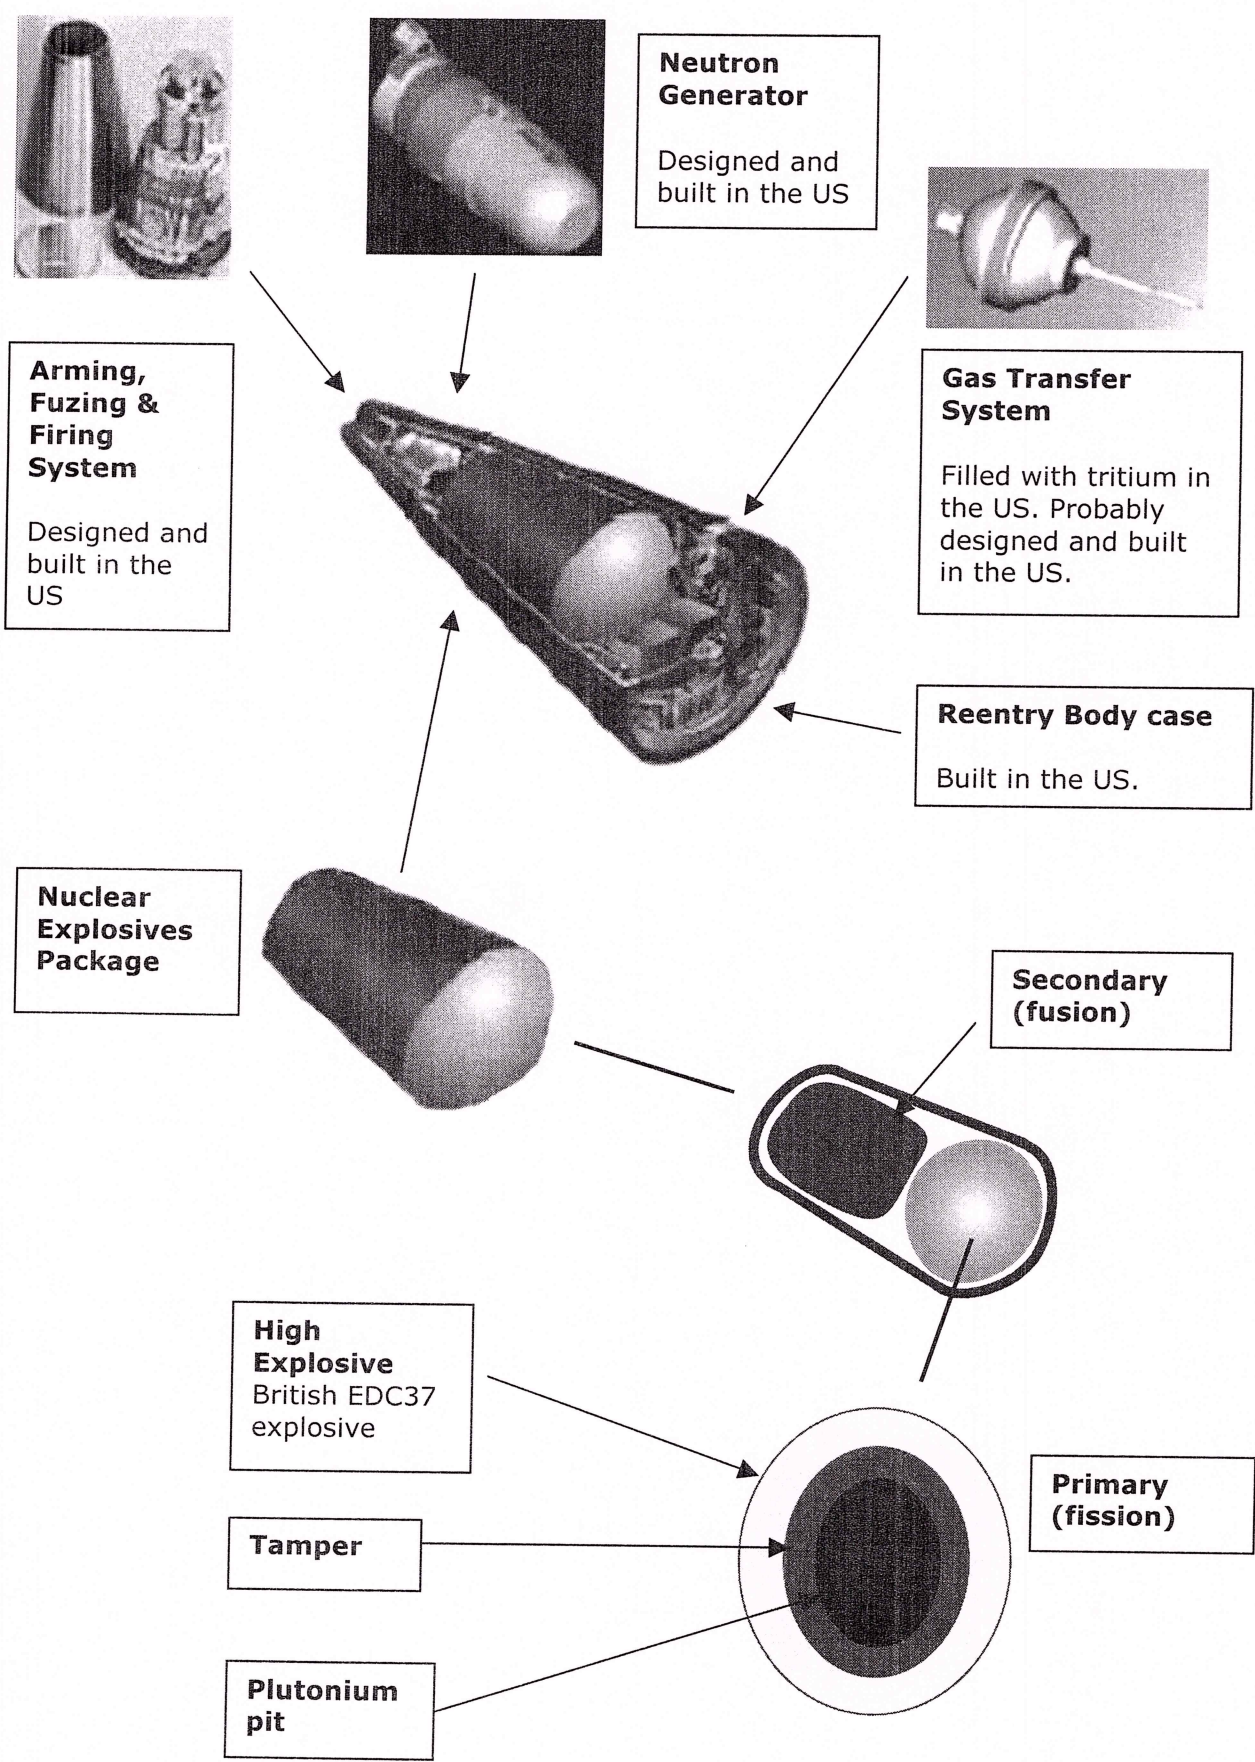 Neutron
Generator
Designed and
built in the US
Arming,
Fuzing &
Firing
System
Designed and
built in the
US
Gas Transfer
System
Filled with tritium in
the US. Probably
designed and built
in the US.
Reentry Body case
Built in the US.
Nuclear
Explosives
Package
Secondary
(fusion)
High
Explosive
British EDC37
explosive
Primary
(fission)
Tamper
Plutonium
pit